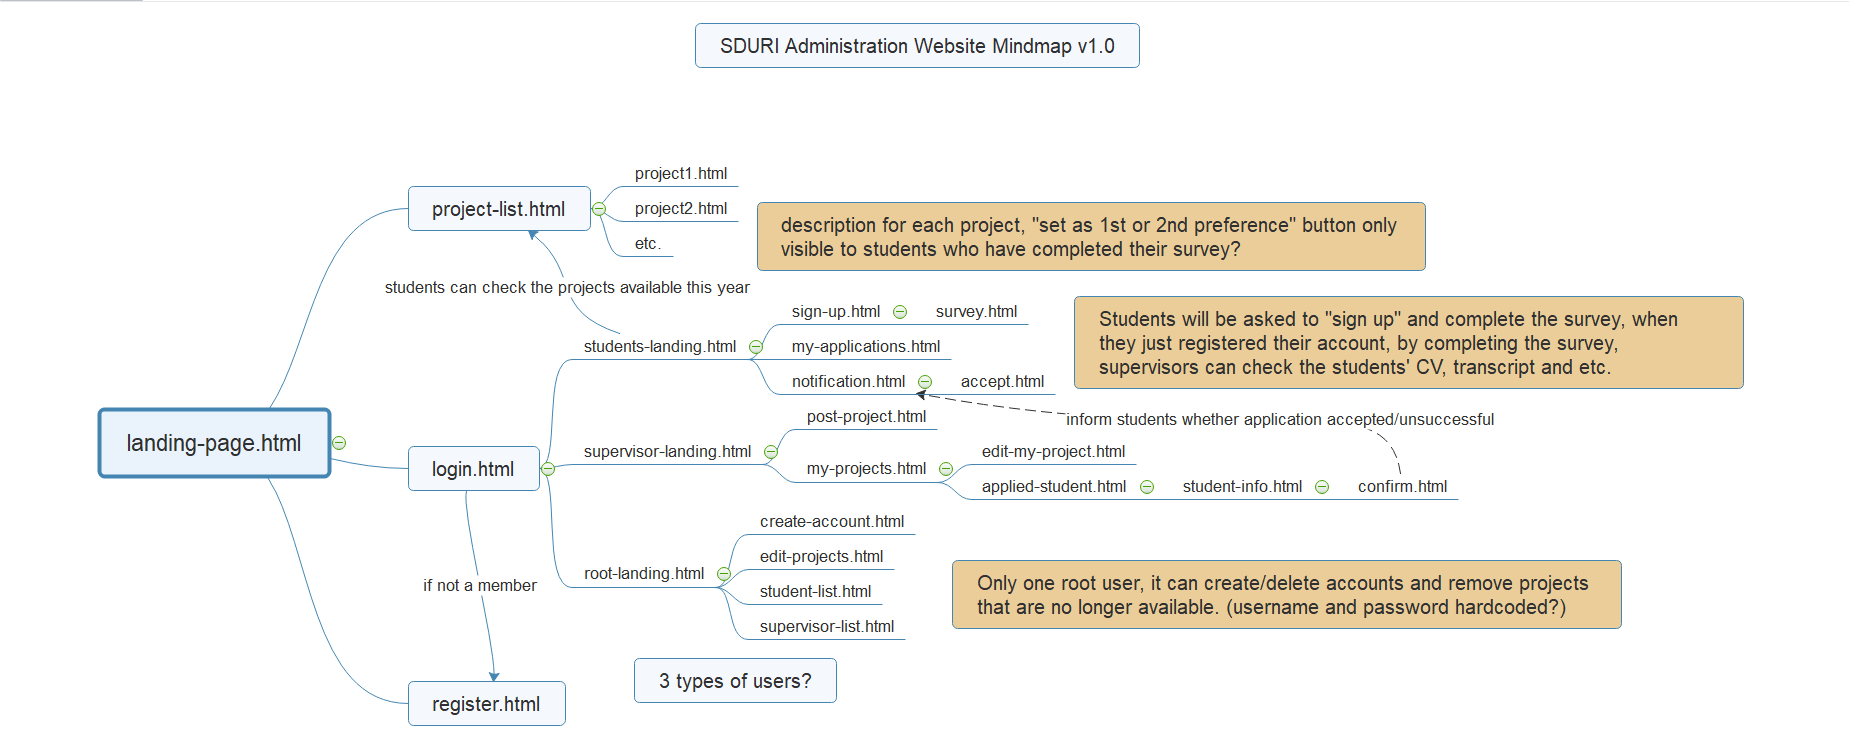 SDURI Administration Website Mindmap v1.0
project1.html
project-list.html
project2.html
etc.
description for each project, "set as 1st or 2nd preference" button only
visible to students who have completed their survey?
students can check the projects available this year
sign-up.html
survey.html
students-landing.html
my-applications.html
notification.html
accept.html
Students will be asked to "sign up" and complete the survey, when
they just registered their account, by completing the survey,
supervisors can check the students' CV, transcript and etc.
inform students whether application accepted/unsuccessful
landing-page.html
login.html
supervisor-landing.html
post-project.html
my-projects.html
edit-my-project.html
applied-student.html
student-info.html
confirm.html
root-landing.html
create-account.html
edit-projects.html
student-list.html
supervisor-list.html
Only one root user, it can create/delete accounts and remove projects
that are no longer available. (username and password hardcoded?)
if not a member
3 types of users?
register.html